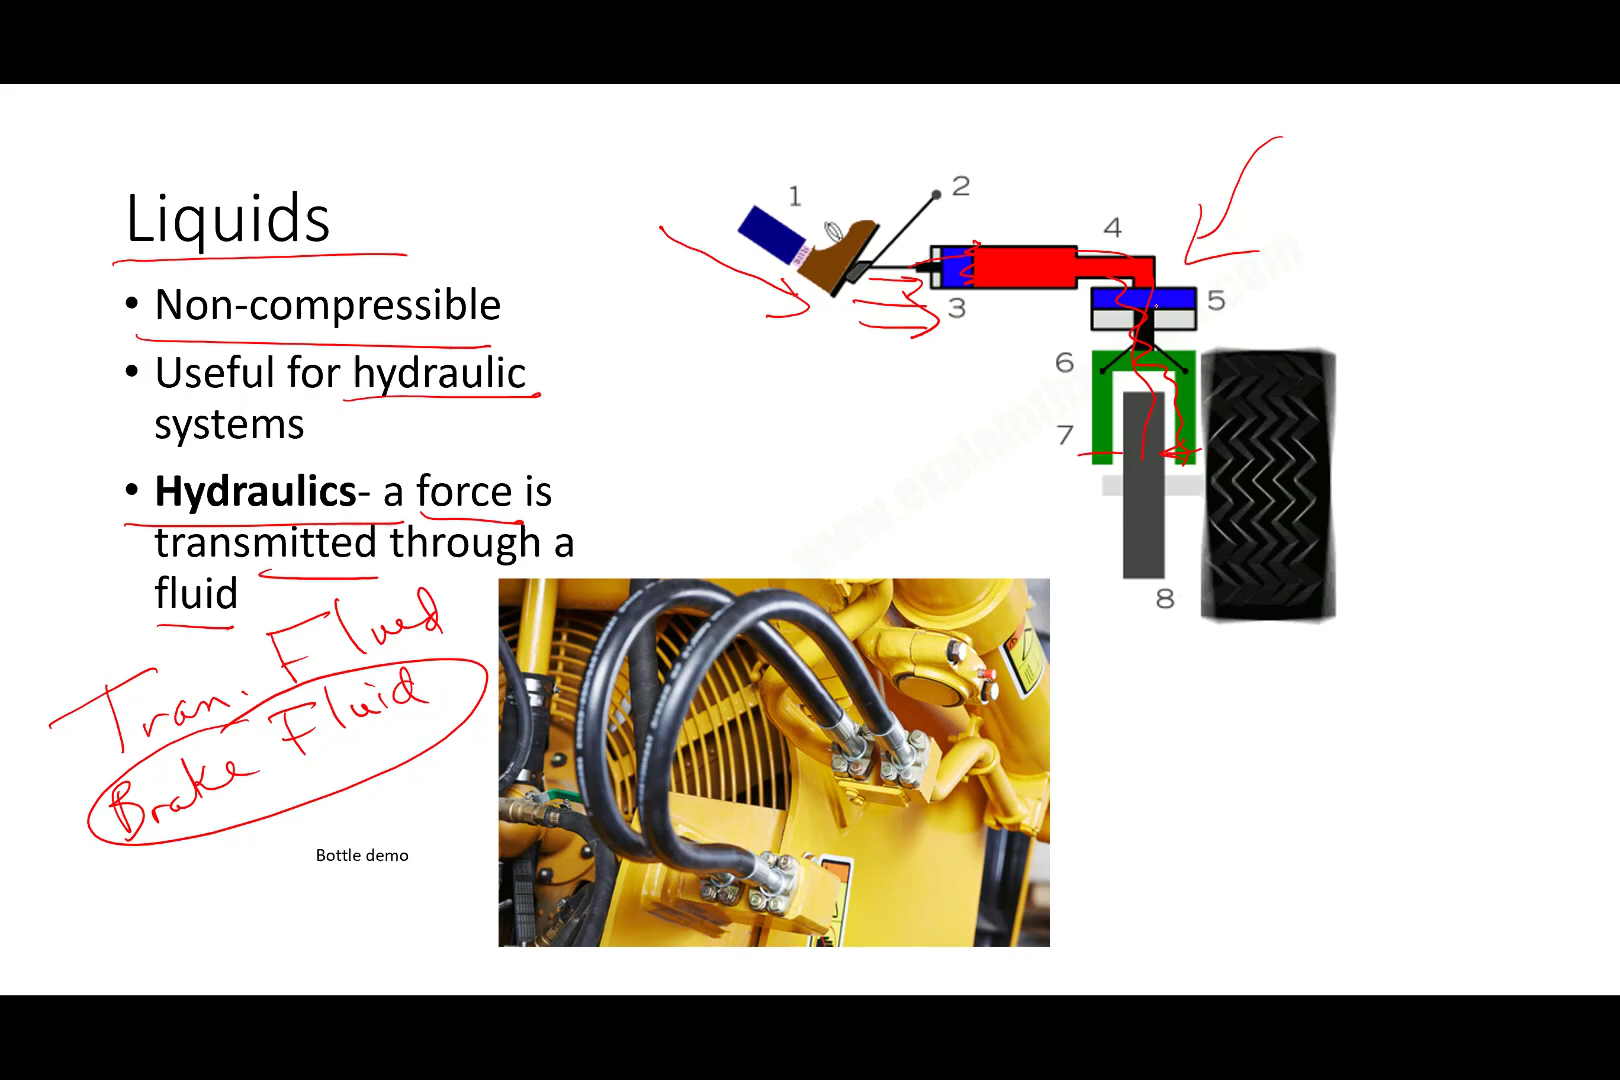 Liquids
• Non-compressible
• Useful for hydraulic
systems
• Hydraulics- a force is
transmitted through a
fluid
Tran. Flued
Brake Fluid
Bottle demo
1
2
3
4
5
6
7
8